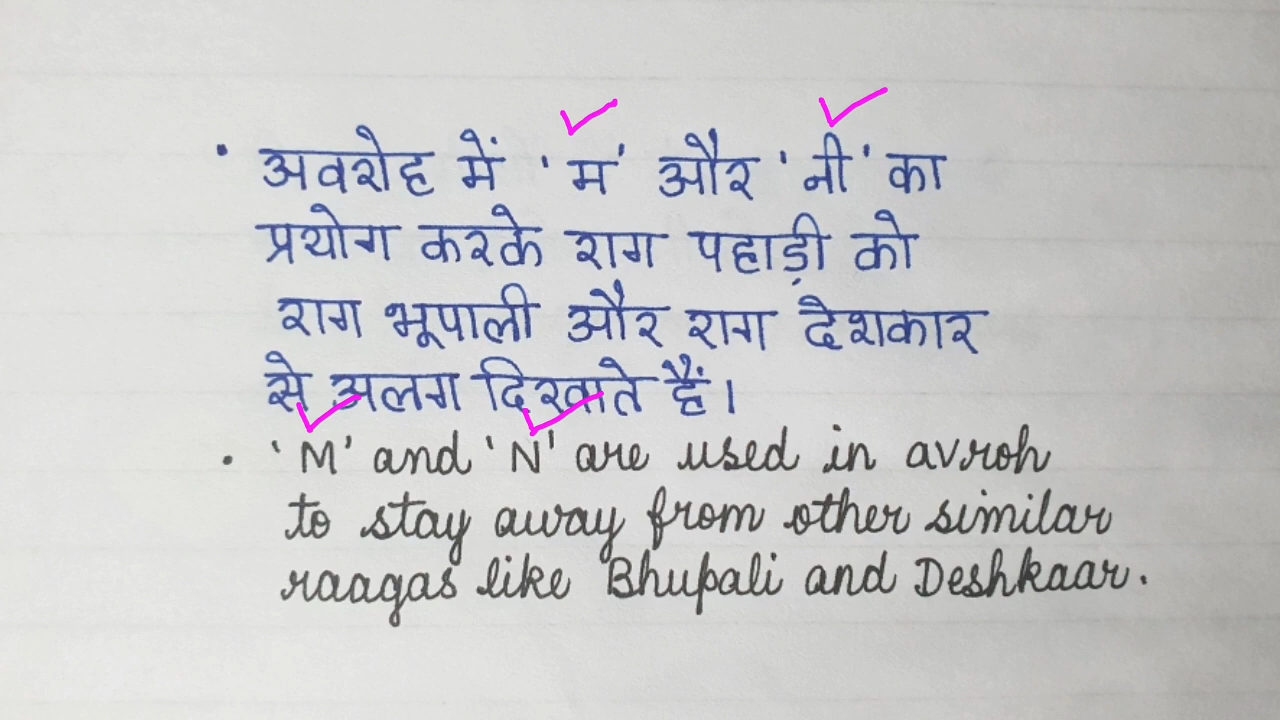 • अवरोह में 'म' और 'नी' का
प्रयोग करके राग पहाड़ी को
राग भूपाली और राग देशकार
से अलग दिखाते हैं।
• 'M' and 'N' are used in avroh
to stay away from other similar
raagas like Bhupali and Deshkaar.